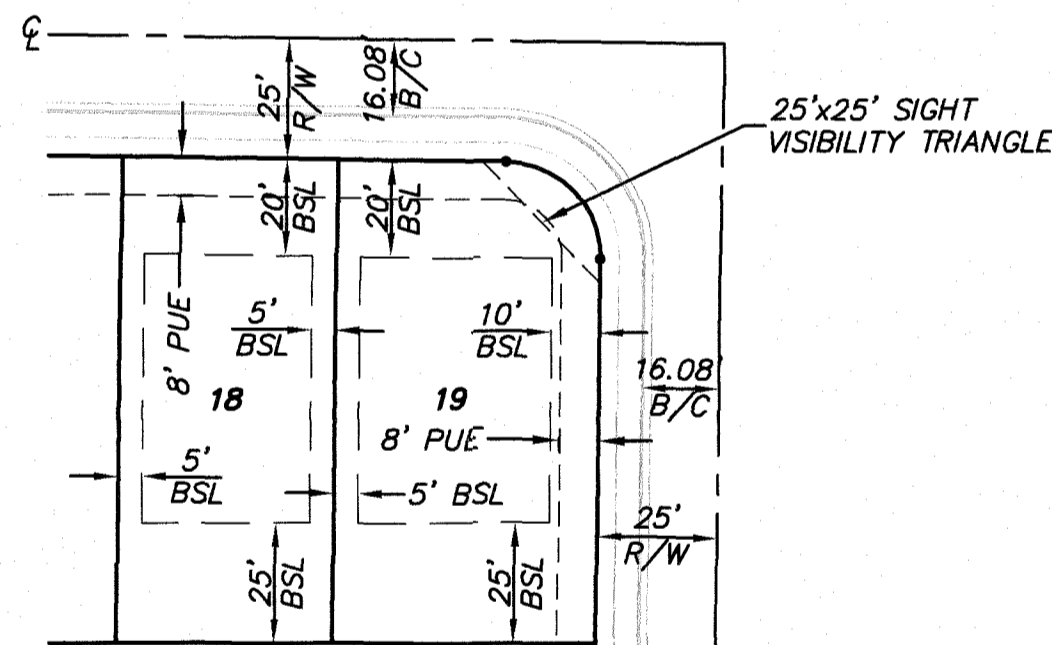 ℄
25'
R/W
16.08
B/C
25'x25' SIGHT
VISIBILITY TRIANGLE
20'
BSL
20'
BSL
8' PUE
5'
BSL
10'
BSL
16.08
B/C
18
19
8' PUE
5'
BSL
5' BSL
25'
R/W
25'
BSL
25'
BSL